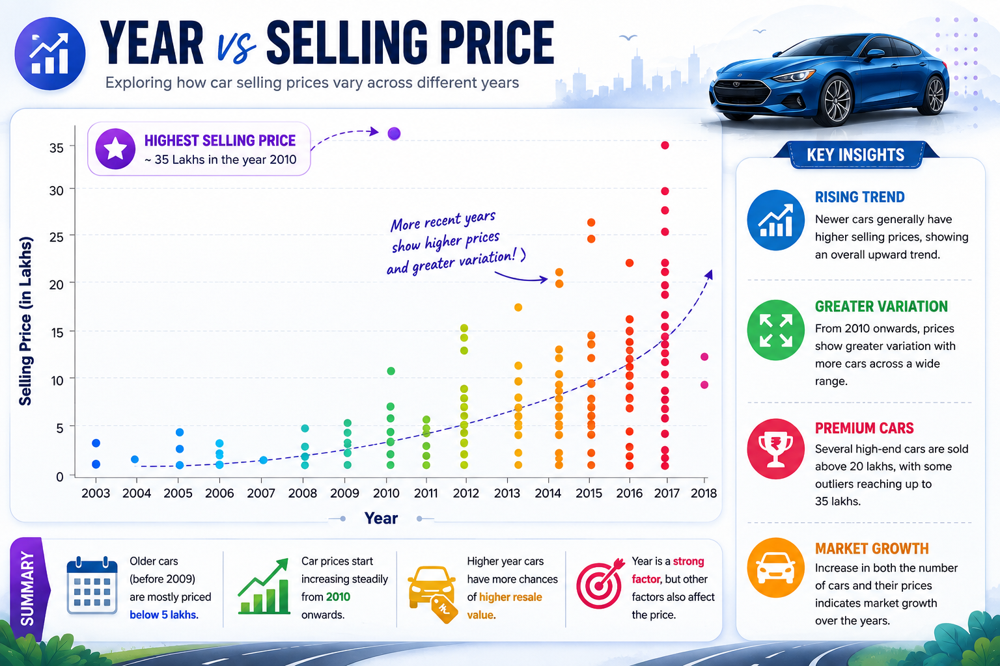 YEAR vs SELLING PRICE
Exploring how car selling prices vary across different years
HIGHEST SELLING PRICE
~ 35 Lakhs in the year 2010
More recent years
show higher prices
and greater variation!
Selling Price (in Lakhs)
35
30
25
20
15
10
5
0
2003 2004 2005 2006 2007 2008 2009 2010 2011 2012 2013 2014 2015 2016 2017 2018
Year
KEY INSIGHTS
RISING TREND
Newer cars generally have
higher selling prices, showing
an overall upward trend.
GREATER VARIATION
From 2010 onwards, prices
show greater variation with
more cars across a wide
range.
₹
PREMIUM CARS
Several high-end cars are sold
above 20 lakhs, with some
outliers reaching up to
35 lakhs.
MARKET GROWTH
Increase in both the number
of cars and their prices
indicates market growth
over the years.
SUMMARY
Older cars
(before 2009)
are mostly priced
below 5 lakhs.
Car prices start
increasing steadily
from 2010
onwards.
Higher year cars
have more chances
of higher resale
value.
Year is a strong
factor, but other
factors also affect
the price.